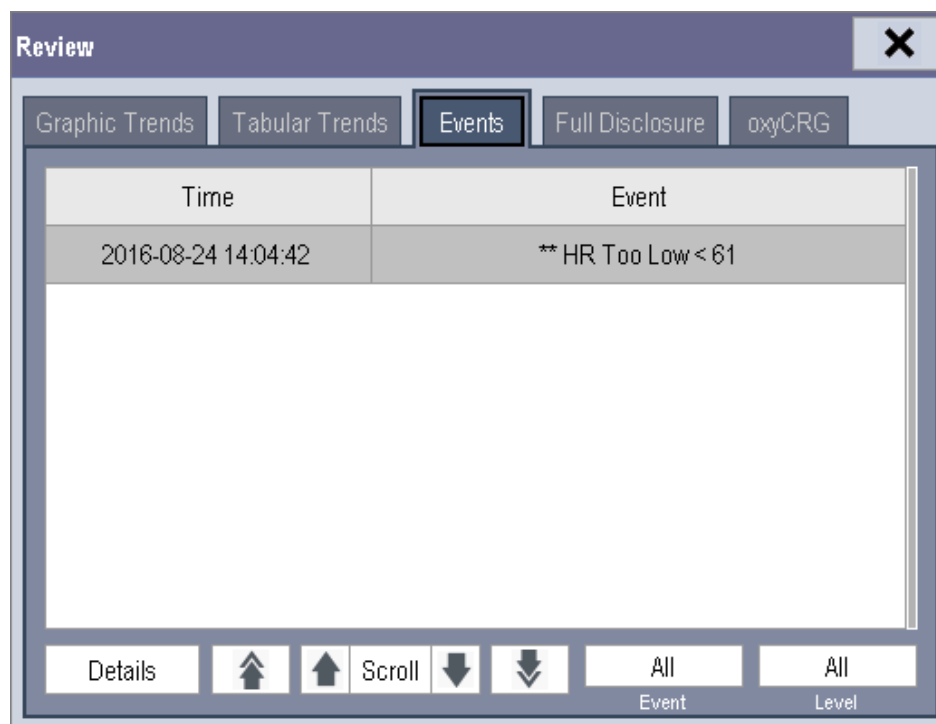 Review
Graphic Trends Tabular Trends Events Full Disclosure oxyCRG
Time Event
2016-08-24 14:04:42 ** HR Too Low < 61
Details Scroll All All
Event Level